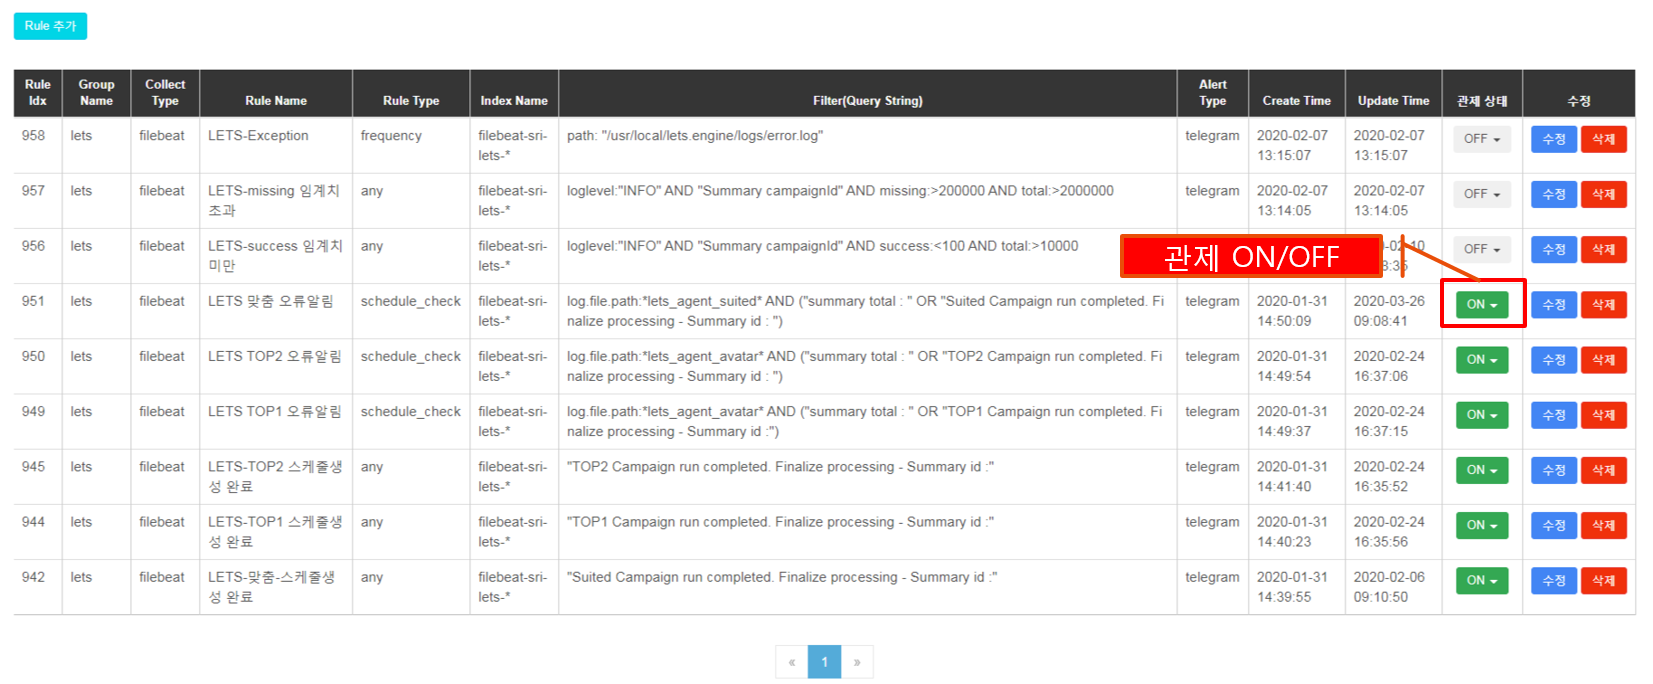 Rule 추가
Rule Idx Group Name Collect Type Rule Name Rule Type Index Name Filter(Query String) Alert Type Create Time Update Time 관제 상태 수정
958 lets filebeat LETS-Exception frequency filebeat-sri- path: "/usr/local/lets.engine/logs/error.log" telegram 2020-02-07 2020-02-07 OFF 수정 삭제
lets-* 13:15:07 13:15:07
957 lets filebeat LETS-missing 임계치 any filebeat-sri- loglevel:"INFO" AND "Summary campaignId" AND missing:>200000 AND total:>2000000 telegram 2020-02-07 2020-02-07 OFF 수정 삭제
초과 lets-* 13:14:05 13:14:05
956 lets filebeat LETS-success 임계치 any filebeat-sri- loglevel:"INFO" AND "Summary campaignId" AND success:<100 AND total:>10000 OFF 수정 삭제
미만 lets-*
관제 ON/OFF
951 lets filebeat LETS 맞춤 오류알림 schedule_check filebeat-sri- log.file.path:*lets_agent_suited* AND ("summary total : " OR "Suited Campaign run completed. Fi telegram 2020-01-31 2020-03-26 ON 수정 삭제
lets-* nalize processing - Summary id : ") 14:50:09 09:08:41
950 lets filebeat LETS TOP2 오류알림 schedule_check filebeat-sri- log.file.path:*lets_agent_avatar* AND ("summary total : " OR "TOP2 Campaign run completed. Fi telegram 2020-01-31 2020-02-24 ON 수정 삭제
lets-* nalize processing - Summary id : ") 14:49:54 16:37:06
949 lets filebeat LETS TOP1 오류알림 schedule_check filebeat-sri- log.file.path:*lets_agent_avatar* AND ("summary total : " OR "TOP1 Campaign run completed. Fi telegram 2020-01-31 2020-02-24 ON 수정 삭제
lets-* nalize processing - Summary id :") 14:49:37 16:37:15
945 lets filebeat LETS-TOP2 스케줄생 any filebeat-sri- "TOP2 Campaign run completed. Finalize processing - Summary id :" telegram 2020-01-31 2020-02-24 ON 수정 삭제
성 완료 lets-* 14:41:40 16:35:52
944 lets filebeat LETS-TOP1 스케줄생 any filebeat-sri- "TOP1 Campaign run completed. Finalize processing - Summary id :" telegram 2020-01-31 2020-02-24 ON 수정 삭제
성 완료 lets-* 14:40:23 16:35:56
942 lets filebeat LETS-맞춤-스케줄생 any filebeat-sri- "Suited Campaign run completed. Finalize processing - Summary id :" telegram 2020-01-31 2020-02-06 ON 수정 삭제
성 완료 lets-* 14:39:55 09:10:50
« 1 »